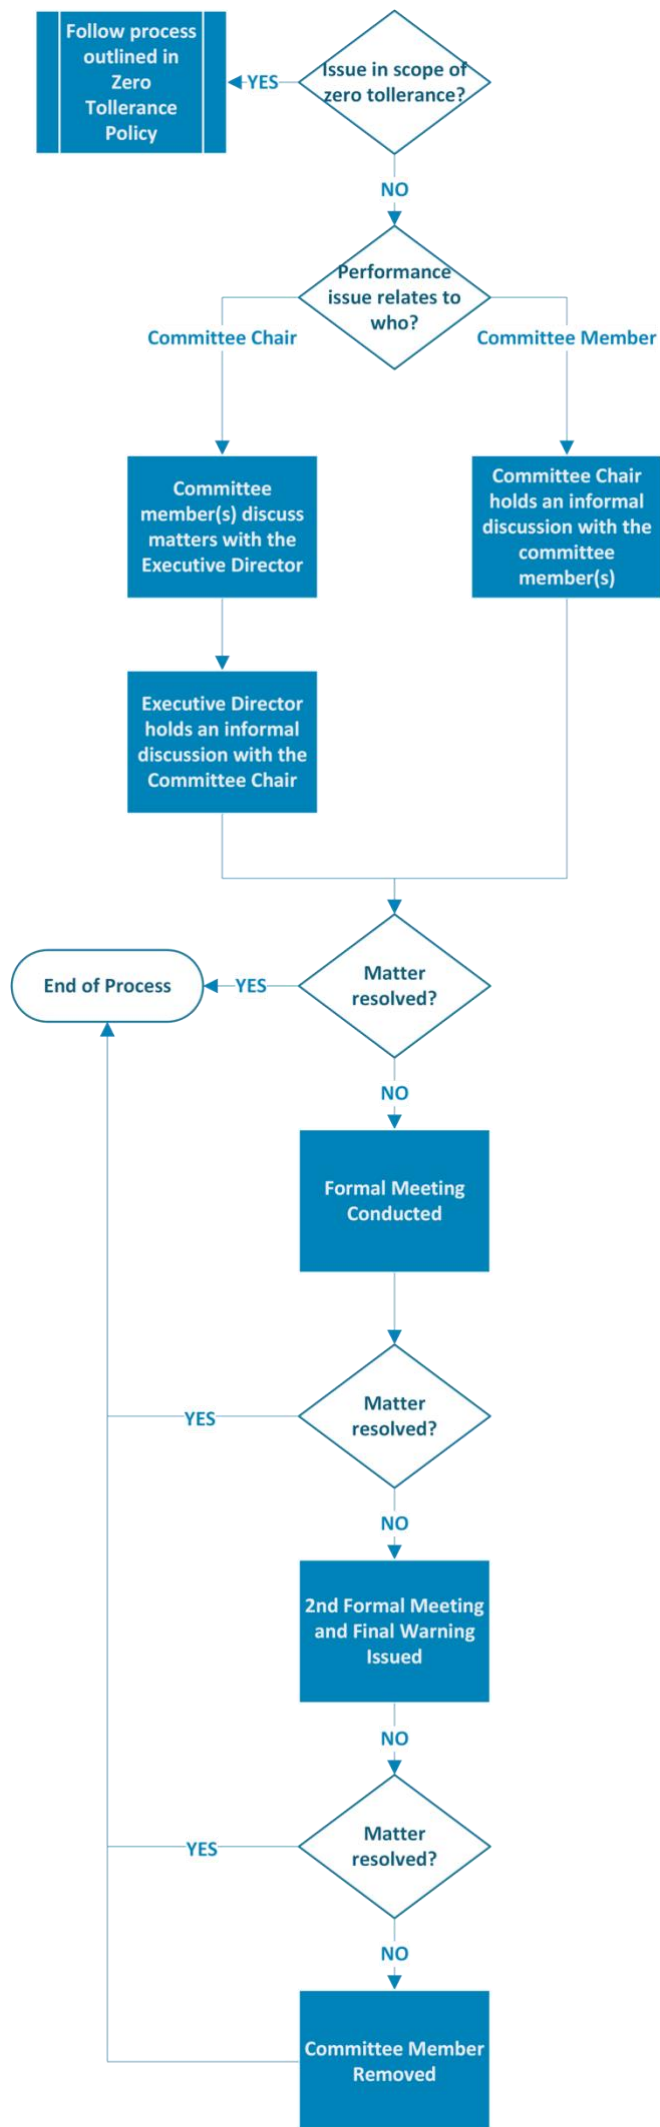 Follow process
outlined in
Zero
Tollerance
Policy
YES
Issue in scope of
zero tollerance?
NO
Performance
issue relates to
who?
Committee Chair
Committee Member
Committee
member(s) discuss
matters with the
Executive Director
Committee Chair
holds an informal
discussion with the
committee
member(s)
Executive Director
holds an informal
discussion with the
Committee Chair
End of Process
YES
Matter
resolved?
NO
Formal Meeting
Conducted
YES
Matter
resolved?
NO
2nd Formal Meeting
and Final Warning
Issued
NO
YES
Matter
resolved?
NO
Committee Member
Removed